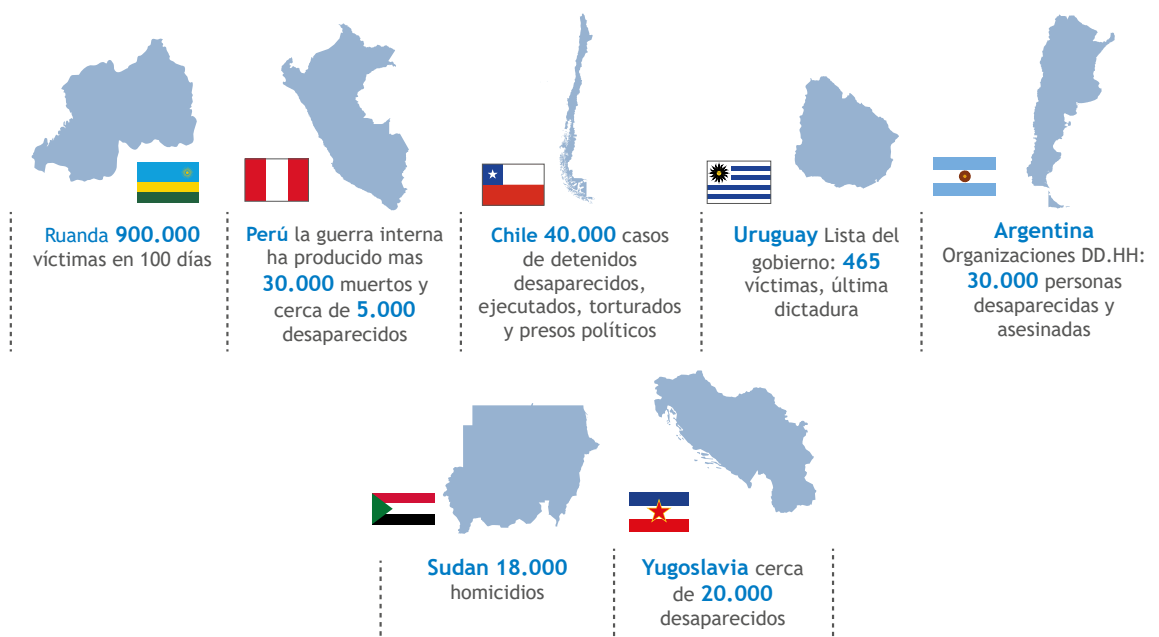 Ruanda 900.000
víctimas en 100 días
Perú la guerra interna
ha producido mas
30.000 muertos y
cerca de 5.000
desaparecidos
Chile 40.000 casos
de detenidos
desaparecidos,
ejecutados, torturados
y presos políticos
Uruguay Lista del
gobierno: 465
víctimas, última
dictadura
Argentina
Organizaciones DD.HH:
30.000 personas
desaparecidas y
asesinadas
Sudan 18.000
homicidios
Yugoslavia cerca
de 20.000
desaparecidos